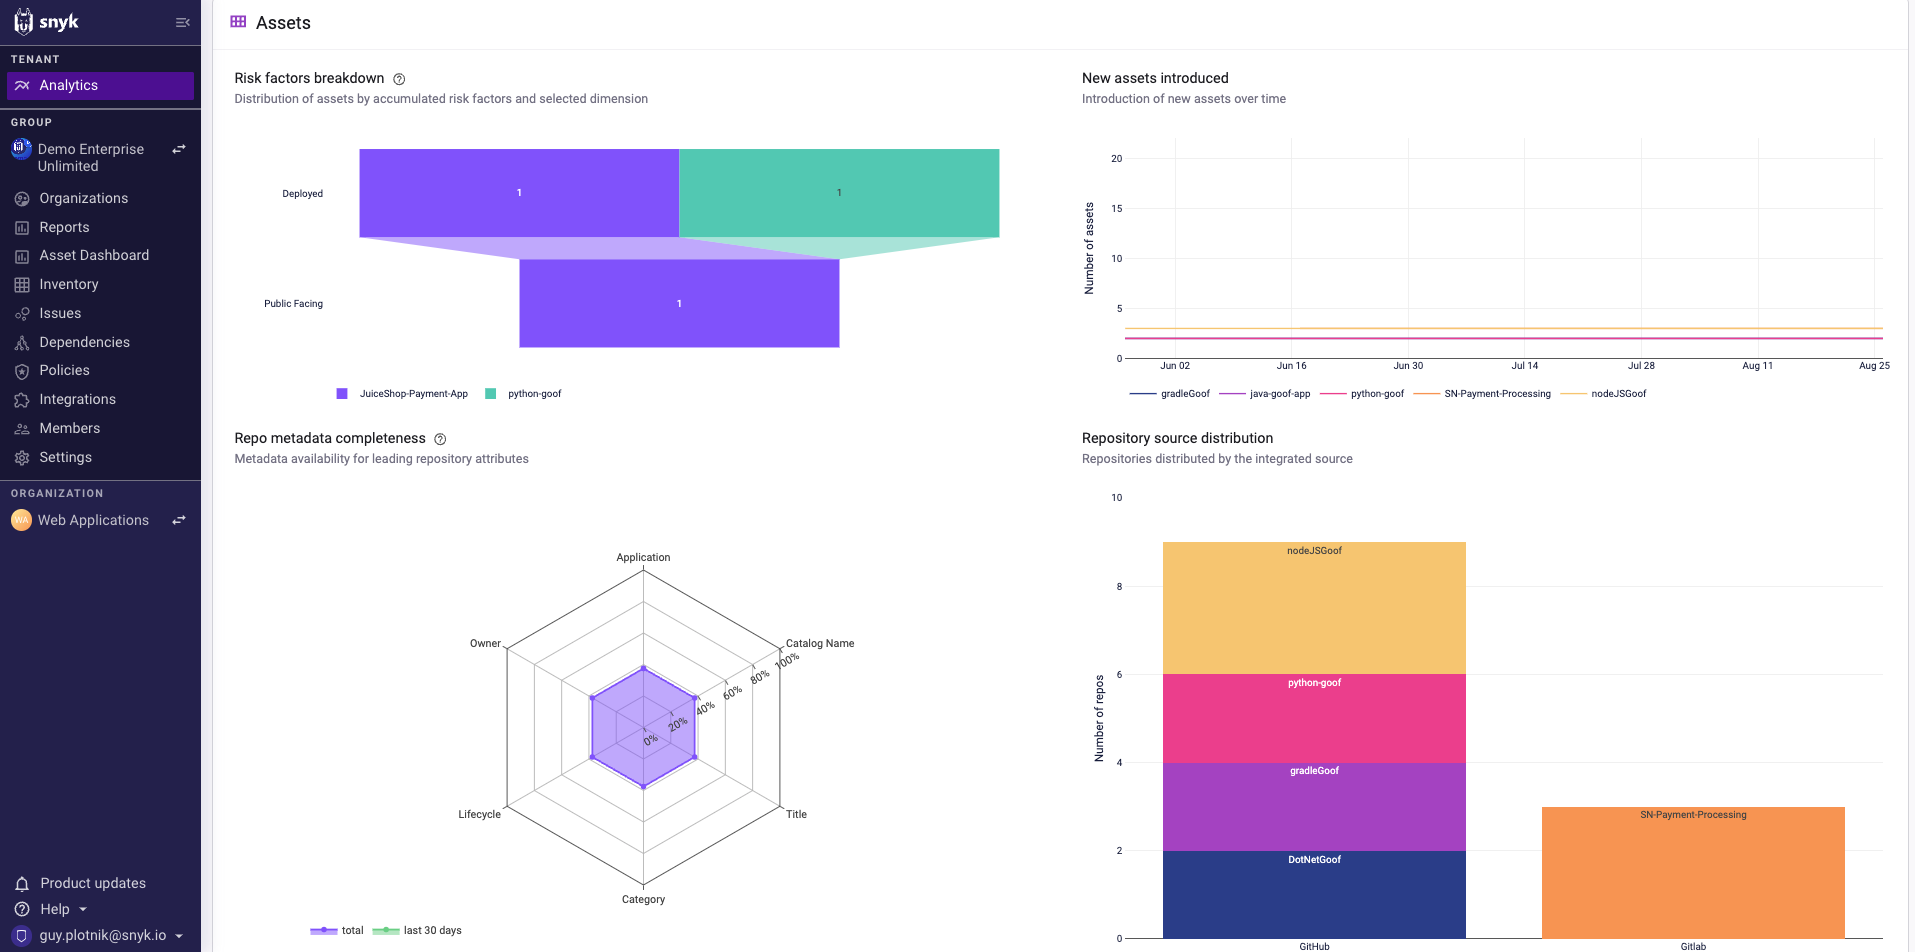 snyk
TENANT
Analytics
GROUP
Demo Enterprise
Unlimited
Organizations
Reports
Asset Dashboard
Inventory
Issues
Dependencies
Policies
Integrations
Members
Settings
ORGANIZATION
WA Web Applications
Product updates
Help
guy.plotnik@snyk.io
Assets
Risk factors breakdown
Distribution of assets by accumulated risk factors and selected dimension
Deployed
1
1
Public Facing
1
JuiceShop-Payment-App python-goof
New assets introduced
Introduction of new assets over time
Number of assets
20
15
10
5
0
Jun 02 Jun 16 Jun 30 Jul 14 Jul 28 Aug 11 Aug 25
gradleGoof java-goof-app python-goof SN-Payment-Processing nodeJSGoof
Repo metadata completeness
Metadata availability for leading repository attributes
Application
Owner
Catalog Name
100%
80%
60%
40%
20%
0%
Lifecycle
Title
Category
total last 30 days
Repository source distribution
Repositories distributed by the integrated source
Number of repos
10
8
6
4
2
0
nodeJSGoof
python-goof
gradleGoof
DotNetGoof
SN-Payment-Processing
GitHub Gitlab